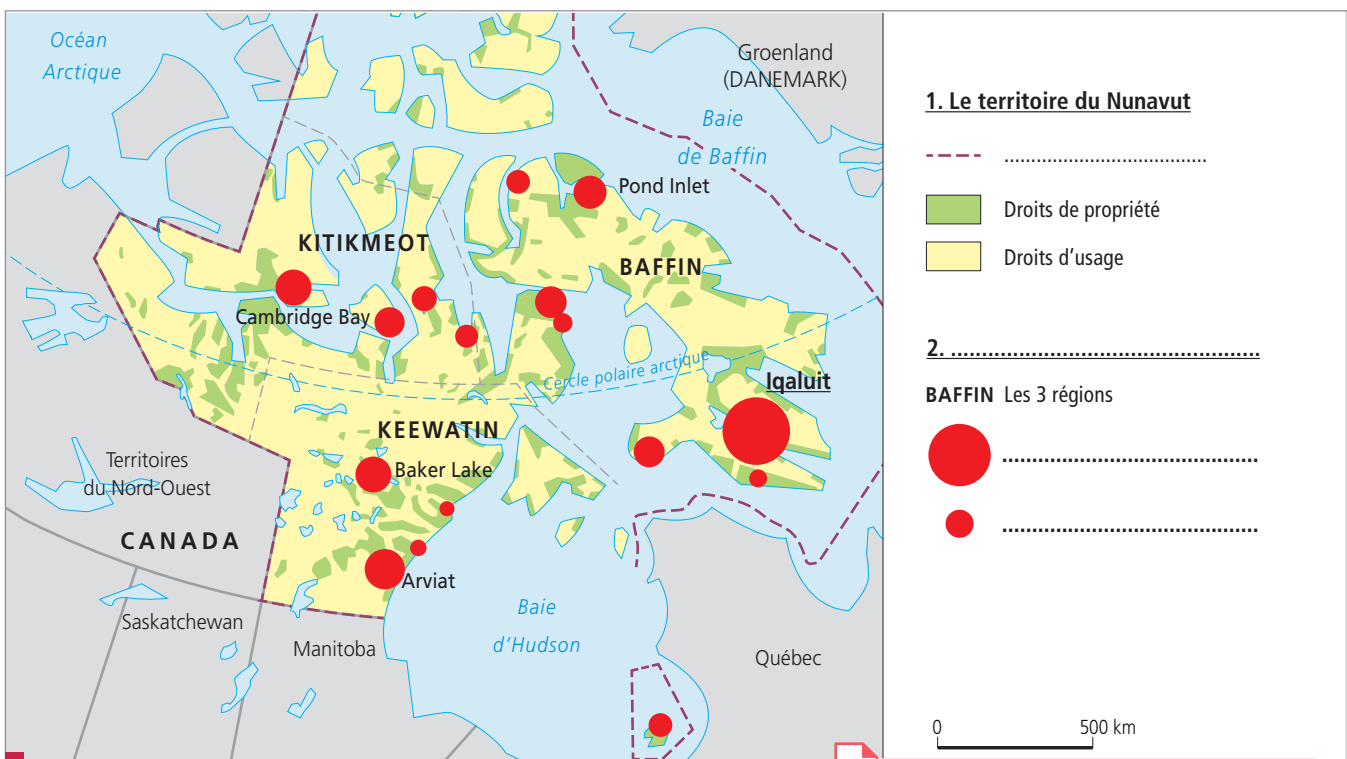 Océan
Arctique
Groenland
(DANEMARK)
Baie
de Baffin
Pond Inlet
KITIKMEOT
BAFFIN
Cambridge Bay
Cercle polaire arctique
Iqaluit
KEEWATIN
Baker Lake
Territoires
du Nord-Ouest
CANADA
Arviat
Saskatchewan
Manitoba
Baie
d'Hudson
Québec
1. Le territoire du Nunavut
....................................
Droits de propriété
Droits d'usage
2. ....................................................
BAFFIN Les 3 régions
.............................................
.............................................
0 500 km